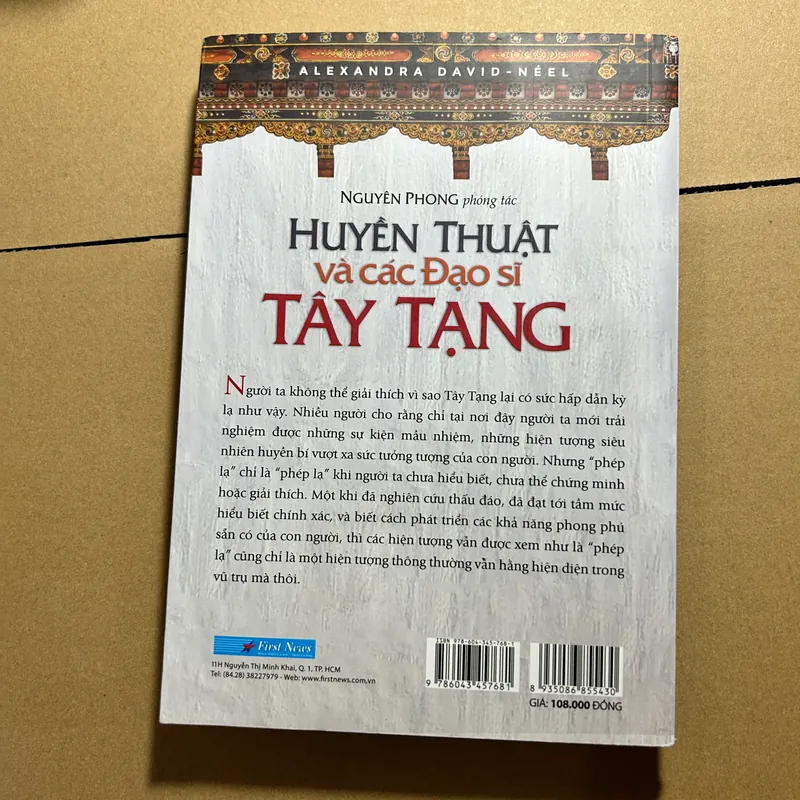 ALEXANDRA DAVID-NÉEL
NGUYÊN PHONG phóng tác
HUYỀN THUẬT
và các Đạo sĩ
TÂY TẠNG
Người ta không thể giải thích vì sao Tây Tạng lại có sức hấp dẫn kỳ
lạ như vậy. Nhiều người cho rằng chỉ tại nơi đây người ta mới trải
nghiệm được những sự kiện mầu nhiệm, những hiện tượng siêu
nhiên huyền bí vượt xa sức tưởng tượng của con người. Nhưng “phép
lạ” chỉ là “phép lạ” khi người ta chưa hiểu biết, chưa thể chứng minh
hoặc giải thích. Một khi đã nghiên cứu thấu đáo, đã đạt tới tầm mức
hiểu biết chính xác, và biết cách phát triển các khả năng phong phú
sẵn có của con người, thì các hiện tượng vẫn được xem như là “phép
lạ” cũng chỉ là một hiện tượng thông thường vẫn hằng hiện diện trong
vũ trụ mà thôi.
First News
11H Nguyễn Thị Minh Khai, Q. 1, TP. HCM
Tel: (84.28) 38227979 - Web: www.firstnews.com.vn
ISBN 978-604-345-768-1
9 786043 457681
8 935086 855430
GIÁ: 108.000 ĐỒNG